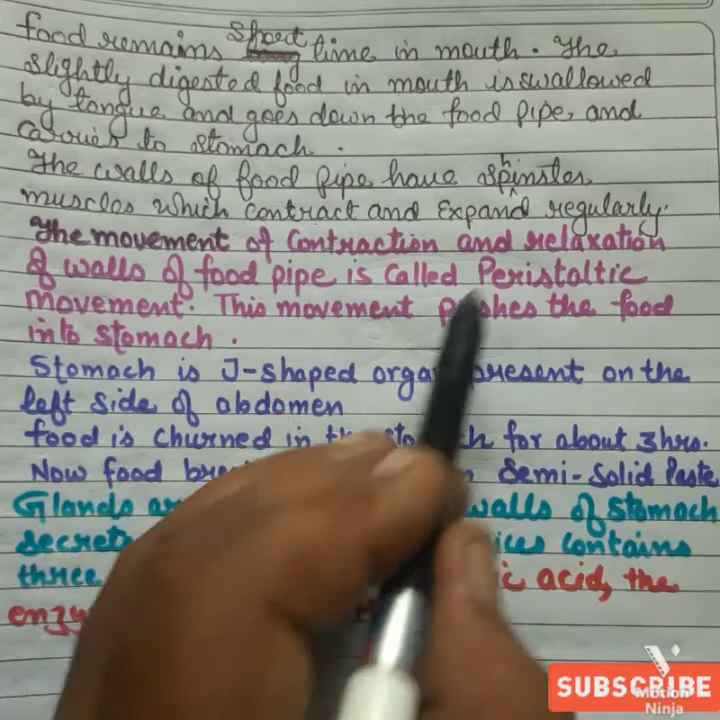 food remains Short time in mouth. The
slightly digested food in mouth is swallowed
by tongue and goes down the food pipe, and
carries to stomach.
The walls of food pipe have sphinster
muscles which contract and Expand regularly.
The movement of Contraction and relaxation
of walls of food pipe is Called Peristaltic
movement. This movement pushes the food
into stomach.
Stomach is J-shaped organ present on the
left side of abdomen
food is churned in the stomach for about 3hrs.
Now food Semi-Solid Paste
Glands walls of stomach
contains
three acid, the
SUBSCRIBE
Motion
Ninja